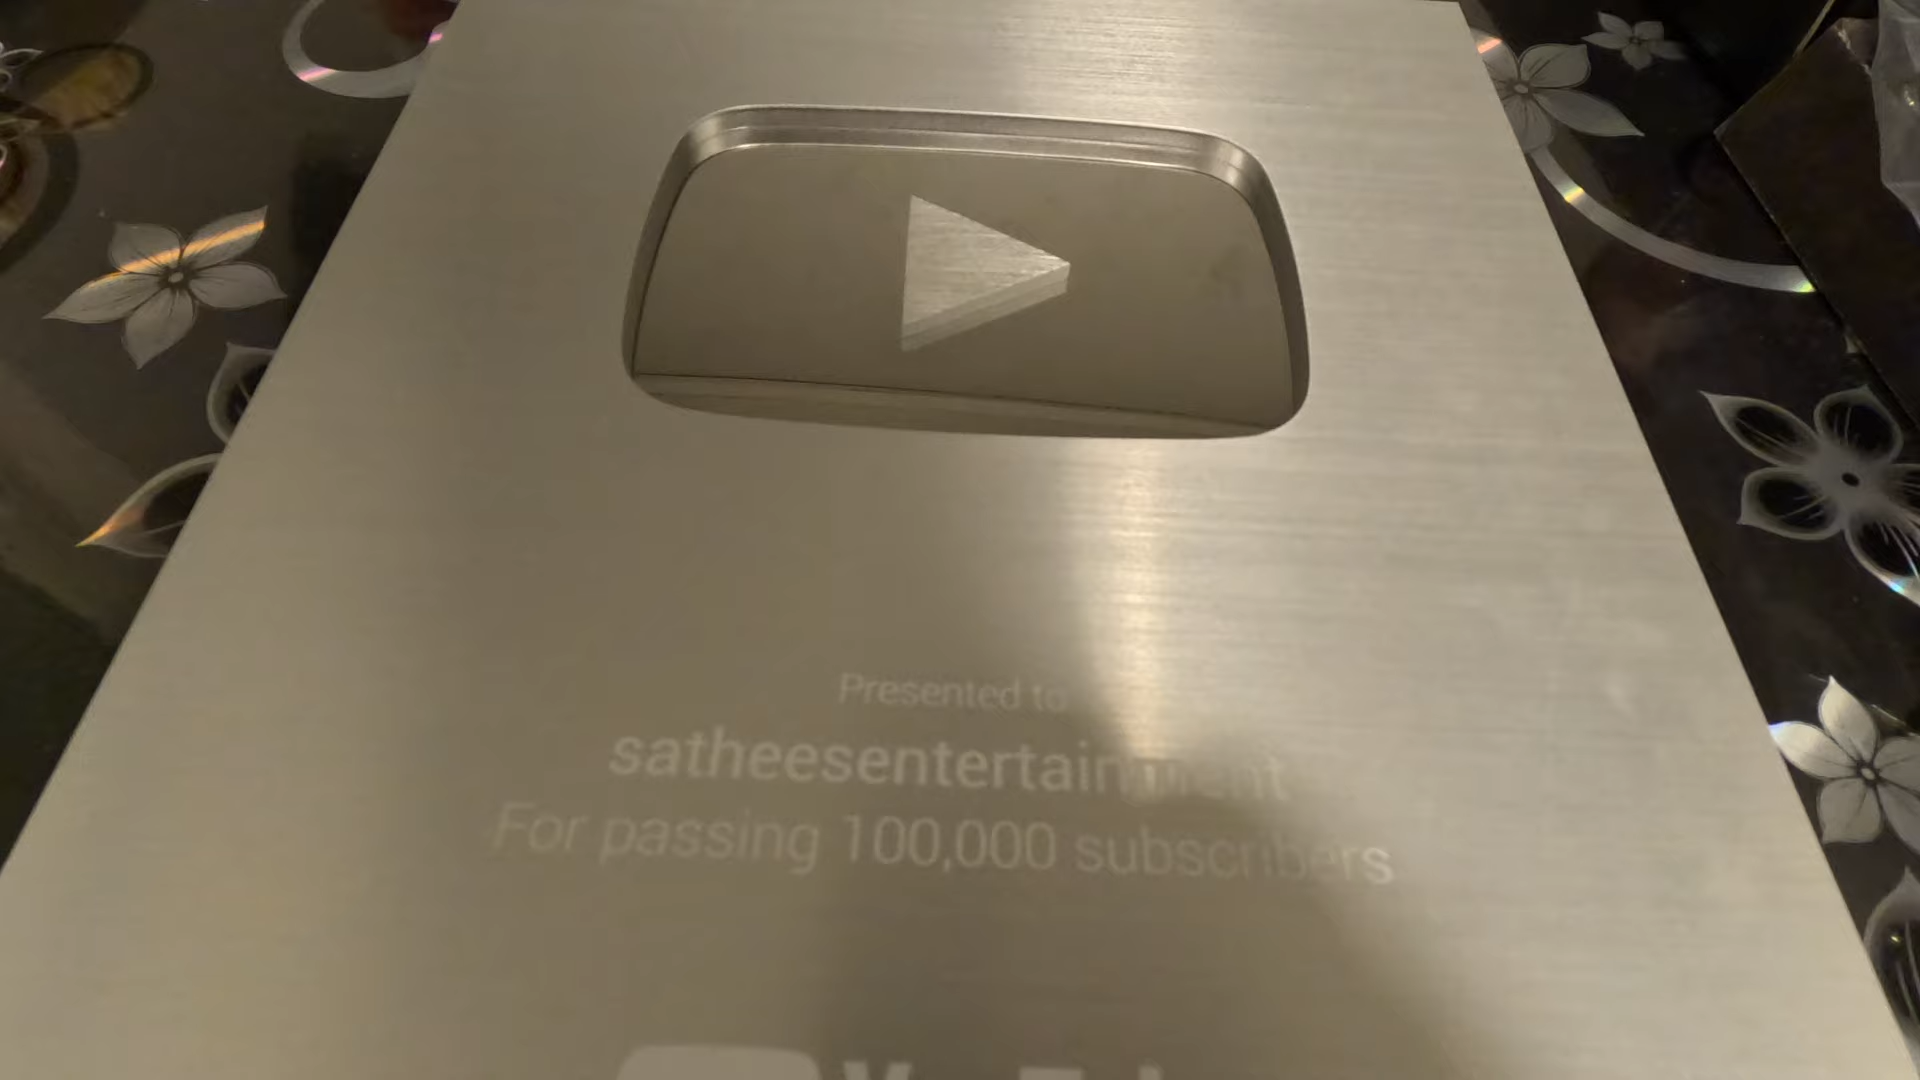 Presented to
satheesentertainment
For passing 100,000 subscribers